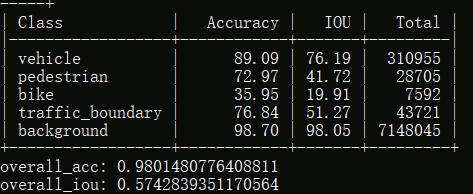 -----+
| Class            | Accuracy |  IOU  |  Total  |
|------------------+----------+-------+---------|
| vehicle          |    89.09 | 76.19 |  310955 |
| pedestrian       |    72.97 | 41.72 |   28705 |
| bike             |    35.95 | 19.91 |    7592 |
| traffic_boundary |    76.84 | 51.27 |   43721 |
| background       |    98.70 | 98.05 | 7148045 |
+------------------+----------+-------+---------+
overall_acc: 0.9801480776408811
overall_iou: 0.5742839351170564